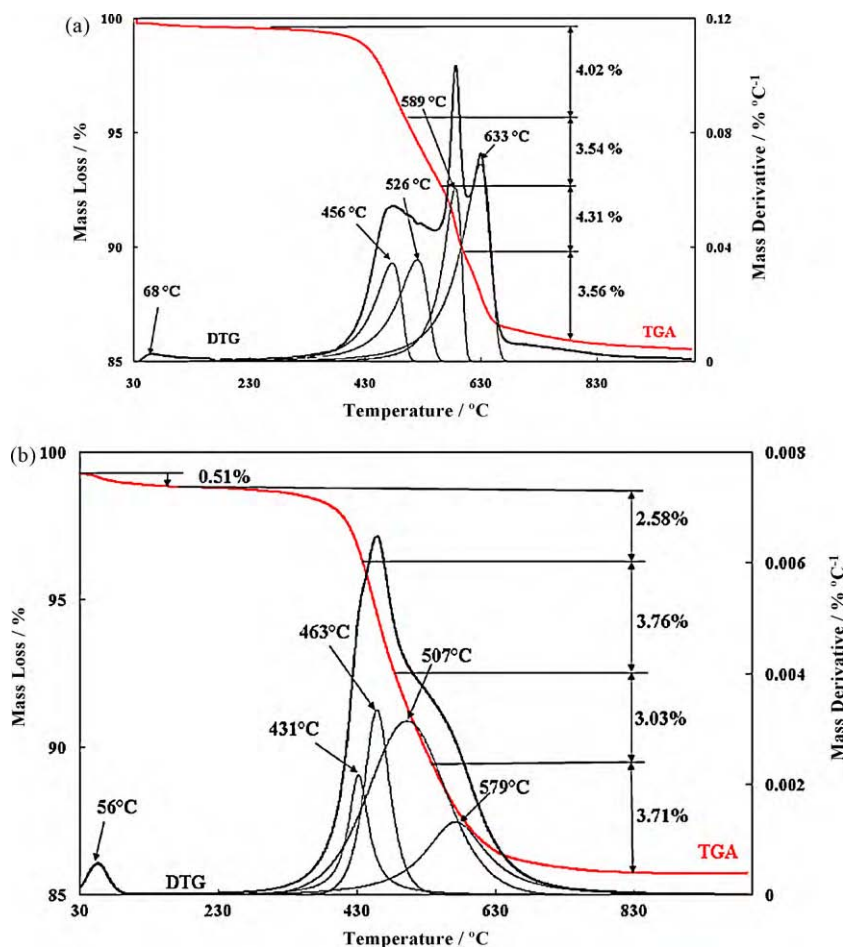 (a)
100
95
90
85
Mass Loss / %
0.12
0.08
0.04
0
Mass Derivative / % °C⁻¹
4.02 %
3.54 %
4.31 %
3.56 %
589 °C
633 °C
526 °C
456 °C
68 °C
DTG
TGA
30 230 430 630 830
Temperature / °C
(b)
100
95
90
85
Mass Loss / %
0.008
0.006
0.004
0.002
0
Mass Derivative / % °C⁻¹
0.51%
2.58%
3.76%
3.03%
3.71%
463°C
507°C
431°C
579°C
56°C
DTG
TGA
30 230 430 630 830
Temperature / °C